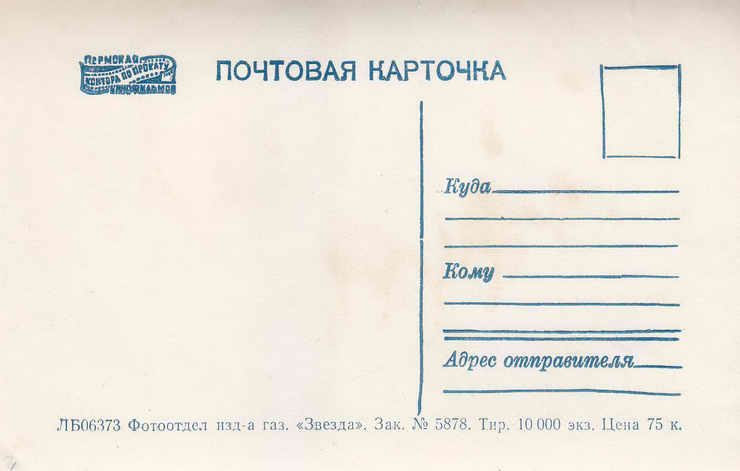 ПЕРМСКАЯ
КОНТОРА ПО ПРОКАТУ
КИНОФИЛЬМОВ
ПОЧТОВАЯ КАРТОЧКА
Куда
Кому
Адрес отправителя
ЛБ06373 Фотоотдел изд-а газ. «Звезда». Зак. № 5878. Тир. 10 000 экз. Цена 75 к.